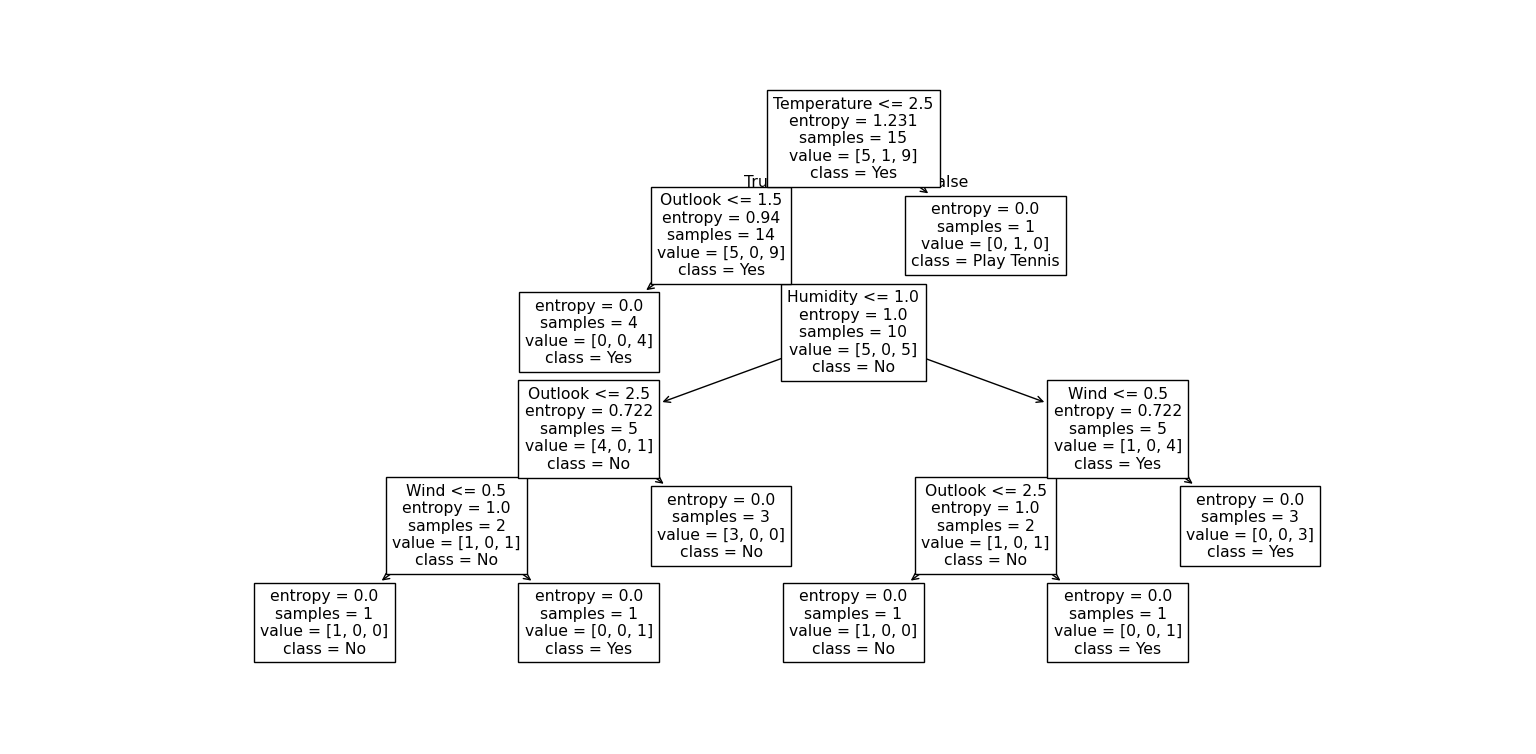 Temperature <= 2.5
entropy = 1.231
samples = 15
value = [5, 1, 9]
class = Yes
Outlook <= 1.5
entropy = 0.94
samples = 14
value = [5, 0, 9]
class = Yes
entropy = 0.0
samples = 1
value = [0, 1, 0]
class = Play Tennis
entropy = 0.0
samples = 4
value = [0, 0, 4]
class = Yes
Humidity <= 1.0
entropy = 1.0
samples = 10
value = [5, 0, 5]
class = No
Outlook <= 2.5
entropy = 0.722
samples = 5
value = [4, 0, 1]
class = No
Wind <= 0.5
entropy = 0.722
samples = 5
value = [1, 0, 4]
class = Yes
Wind <= 0.5
entropy = 1.0
samples = 2
value = [1, 0, 1]
class = No
entropy = 0.0
samples = 3
value = [3, 0, 0]
class = No
Outlook <= 2.5
entropy = 1.0
samples = 2
value = [1, 0, 1]
class = No
entropy = 0.0
samples = 3
value = [0, 0, 3]
class = Yes
entropy = 0.0
samples = 1
value = [1, 0, 0]
class = No
entropy = 0.0
samples = 1
value = [0, 0, 1]
class = Yes
entropy = 0.0
samples = 1
value = [1, 0, 0]
class = No
entropy = 0.0
samples = 1
value = [0, 0, 1]
class = Yes